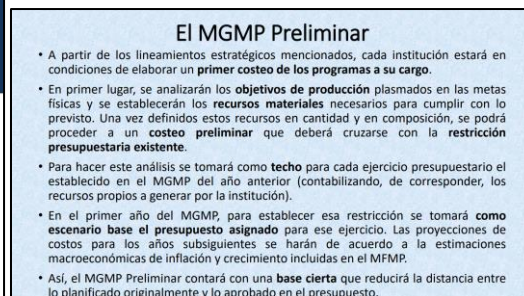 El MGMP Preliminar
• A partir de los lineamientos estratégicos mencionados, cada institución estará en
condiciones de elaborar un primer costeo de los programas a su cargo.
• En primer lugar, se analizarán los objetivos de producción plasmados en las metas
físicas y se establecerán los recursos materiales necesarios para cumplir con lo
previsto. Una vez definidos estos recursos en cantidad y en composición, se podrá
proceder a un costeo preliminar que deberá cruzarse con la restricción
presupuestaria existente.
• Para hacer este análisis se tomará como techo para cada ejercicio presupuestario el
establecido en el MGMP del año anterior (contabilizando, de corresponder, los
recursos propios a generar por la institución).
• En el primer año del MGMP, para establecer esa restricción se tomará como
escenario base el presupuesto asignado para ese ejercicio. Las proyecciones de
costos para los años subsiguientes se harán de acuerdo a la estimaciones
macroeconómicas de inflación y crecimiento incluidas en el MFMP.
• Así, el MGMP Preliminar contará con una base cierta que reducirá la distancia entre
lo planificado originalmente y lo aprobado en el presupuesto.